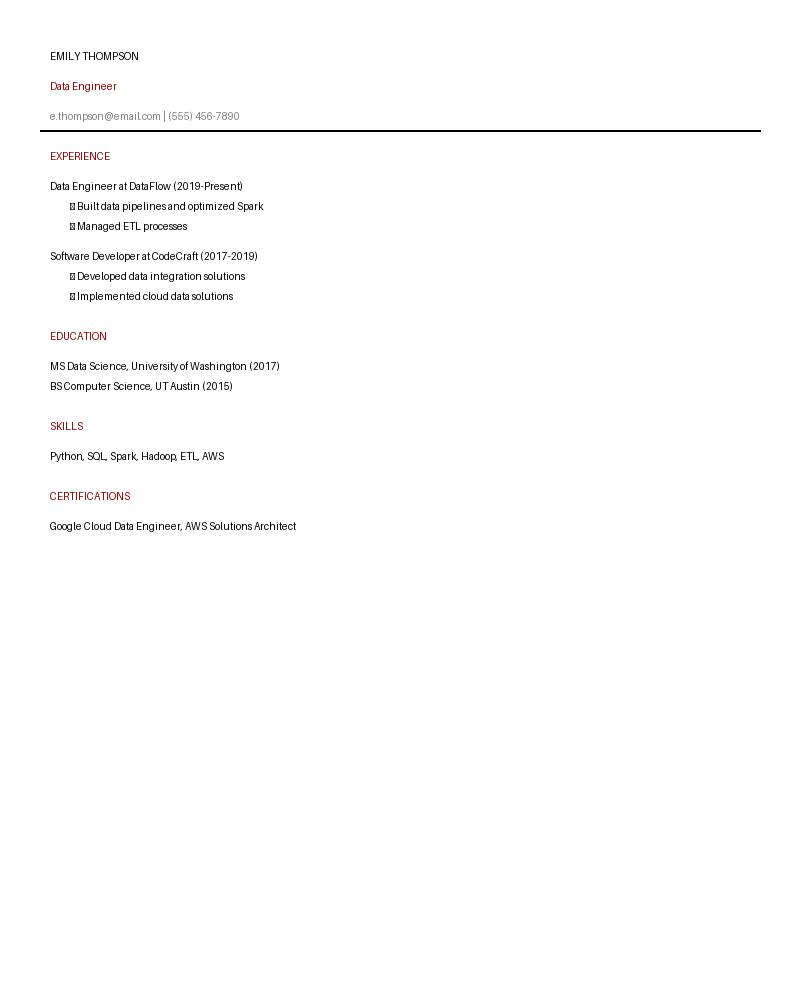 EMILY THOMPSON
Data Engineer
e.thompson@email.com | (555) 456-7890
EXPERIENCE
Data Engineer at DataFlow (2019-Present)
Built data pipelines and optimized Spark
Managed ETL processes
Software Developer at CodeCraft (2017-2019)
Developed data integration solutions
Implemented cloud data solutions
EDUCATION
MS Data Science, University of Washington (2017)
BS Computer Science, UT Austin (2015)
SKILLS
Python, SQL, Spark, Hadoop, ETL, AWS
CERTIFICATIONS
Google Cloud Data Engineer, AWS Solutions Architect